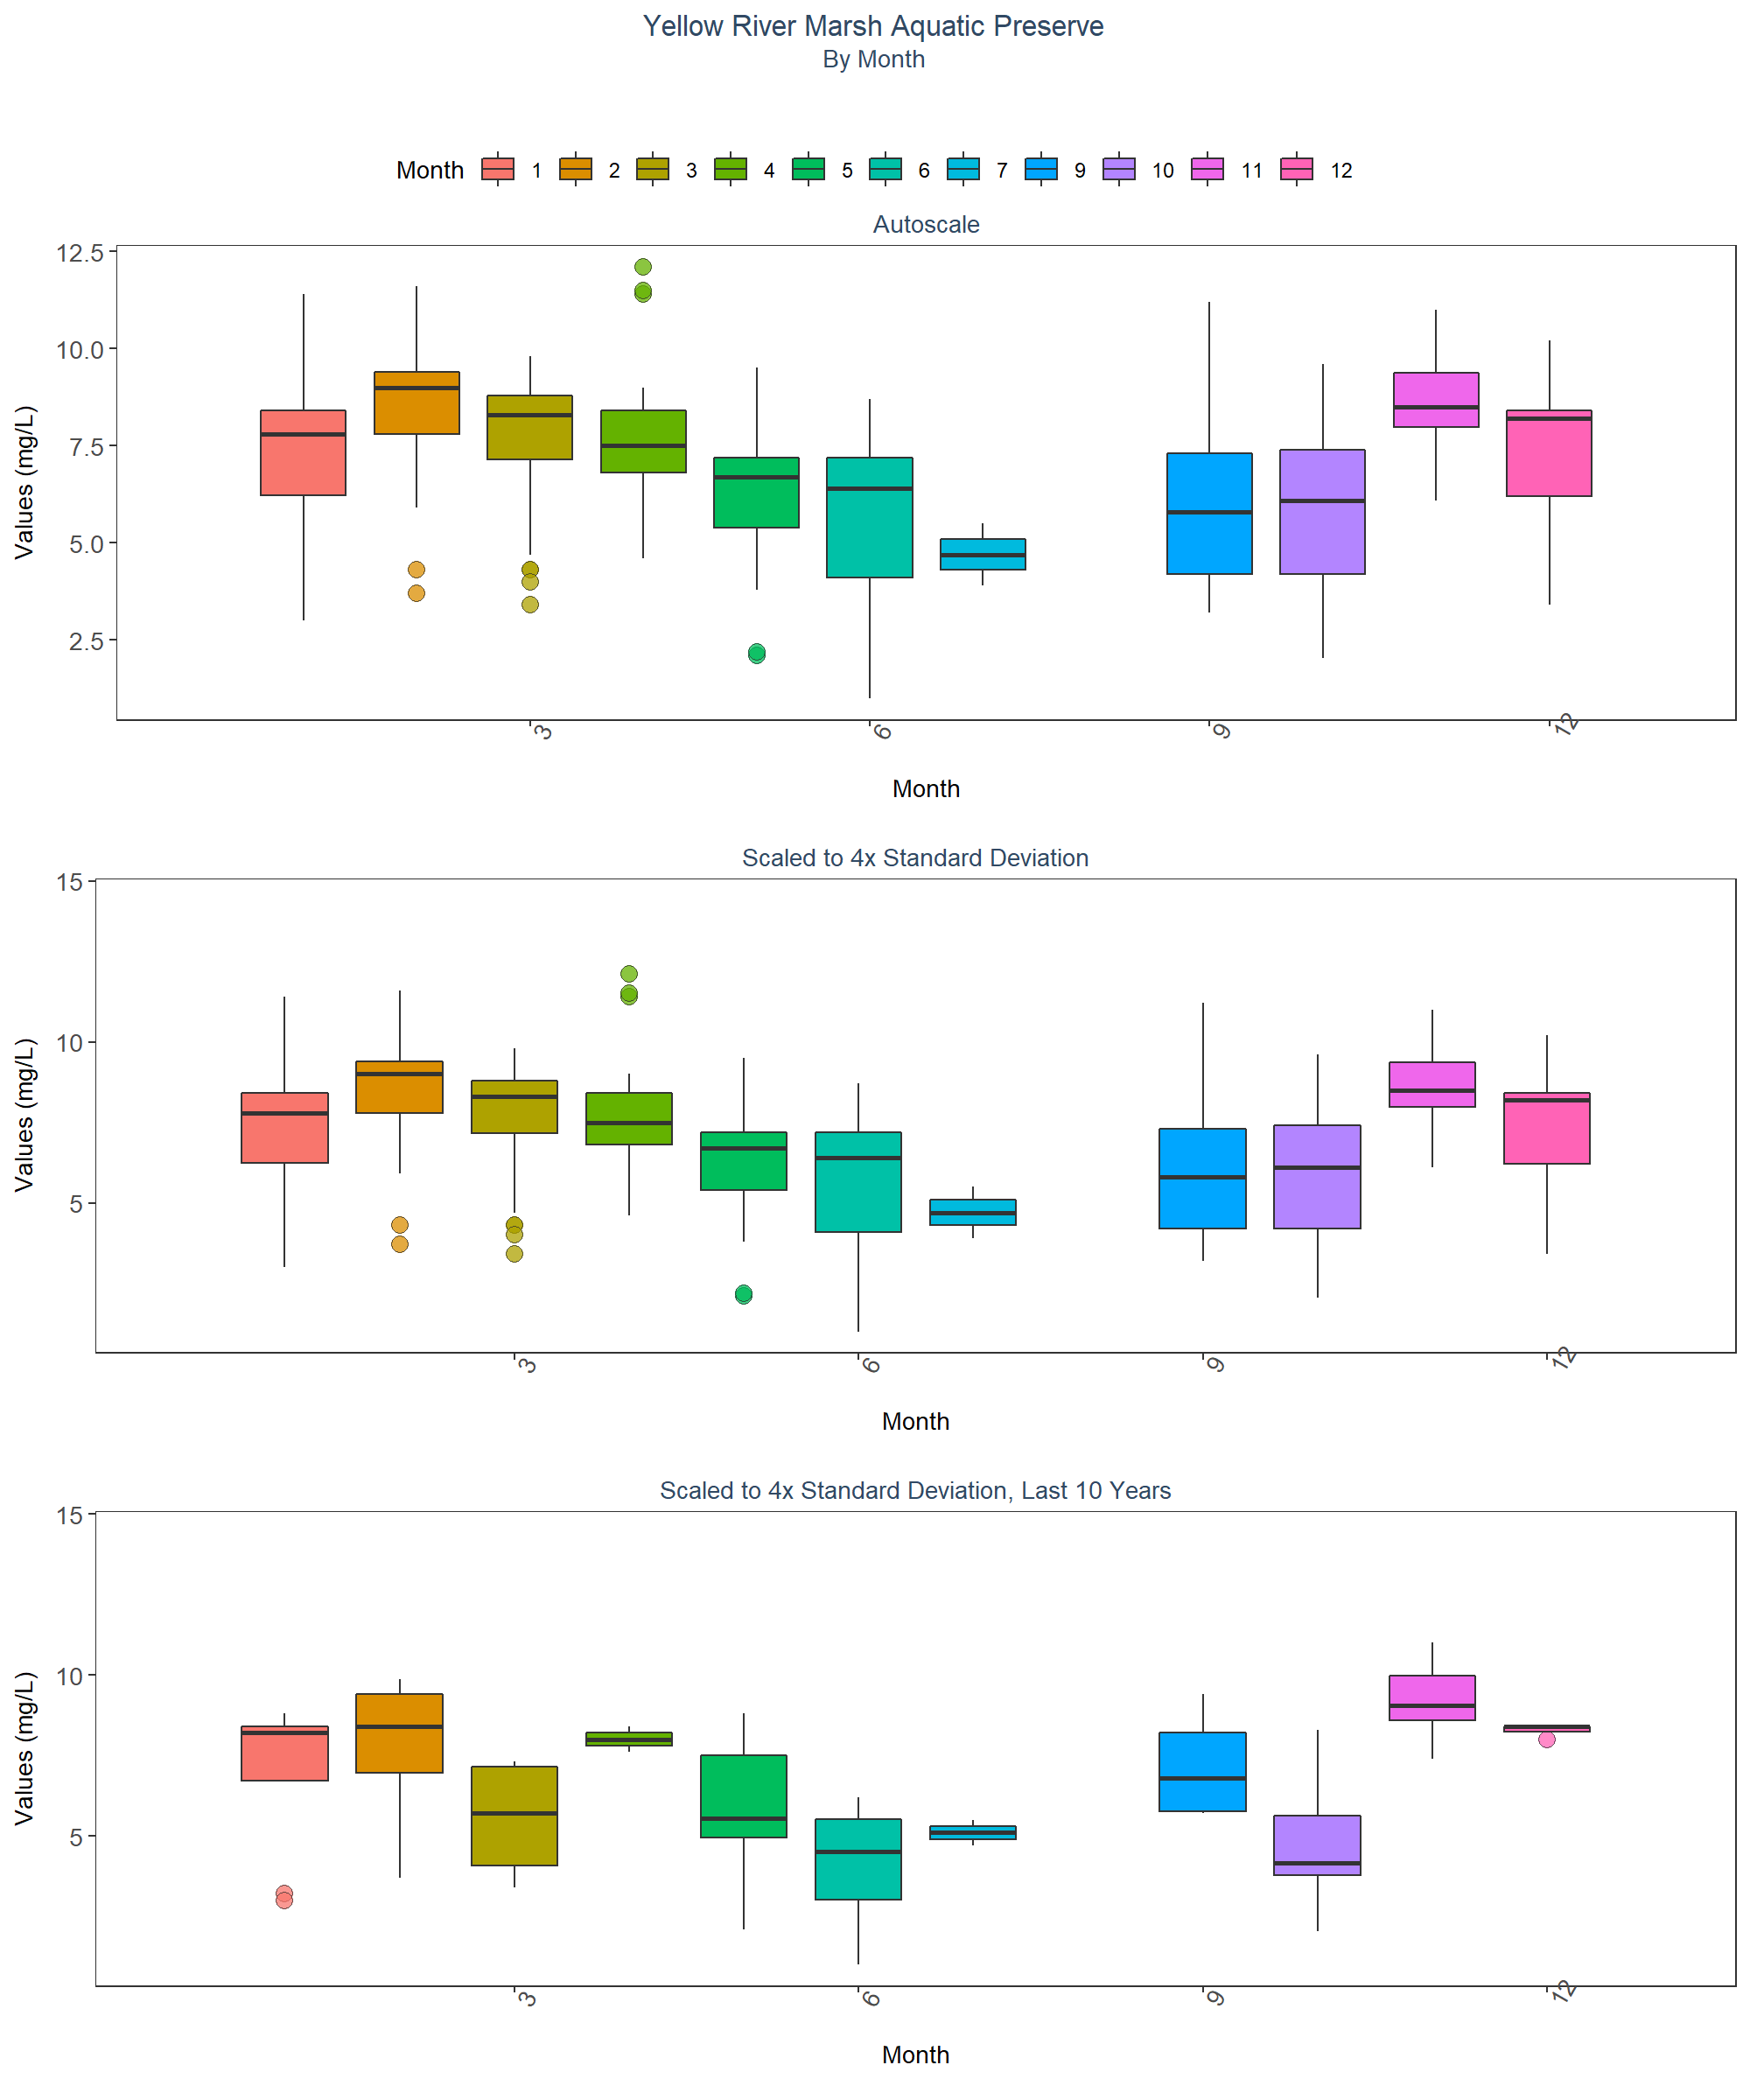 Yellow River Marsh Aquatic Preserve
By Month
Month 1 2 3 4 5 6 7 9 10 11 12
Autoscale
Values (mg/L)
12.5
10.0
7.5
5.0
2.5
3 6 9 12
Month
Scaled to 4x Standard Deviation
Values (mg/L)
15
10
5
3 6 9 12
Month
Scaled to 4x Standard Deviation, Last 10 Years
Values (mg/L)
15
10
5
3 6 9 12
Month